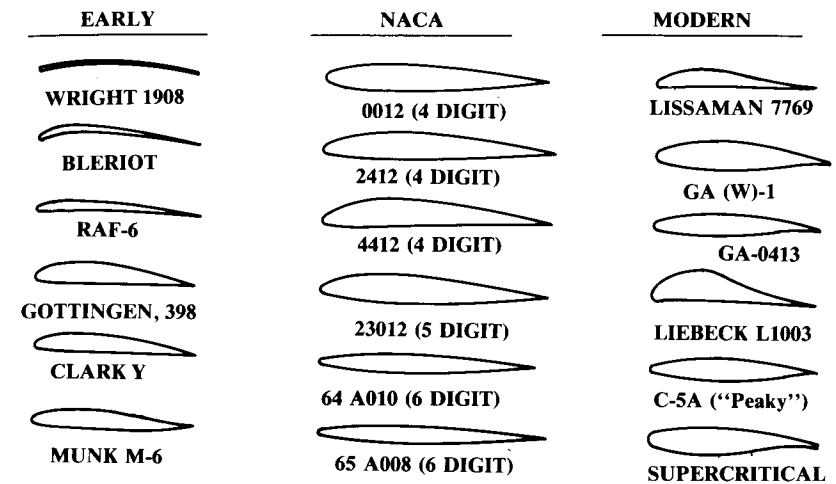 EARLY
WRIGHT 1908
BLERIOT
RAF-6
GOTTINGEN, 398
CLARK Y
MUNK M-6
NACA
0012 (4 DIGIT)
2412 (4 DIGIT)
4412 (4 DIGIT)
23012 (5 DIGIT)
64 A010 (6 DIGIT)
65 A008 (6 DIGIT)
MODERN
LISSAMAN 7769
GA (W)-1
GA-0413
LIEBECK L1003
C-5A (“Peaky”)
SUPERCRITICAL